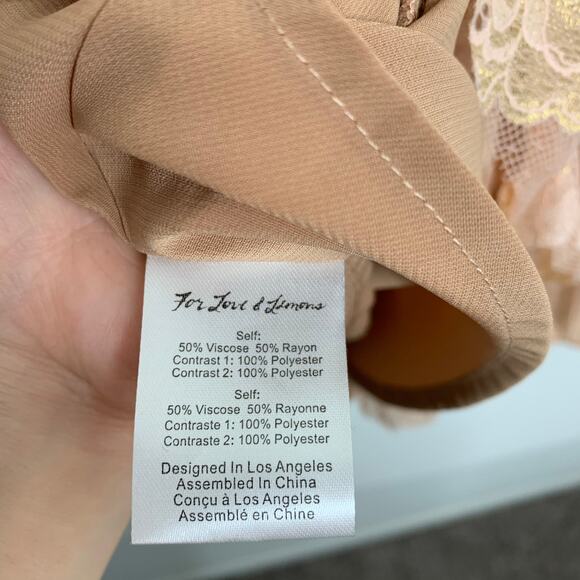 For Love & Lemons
Self:
50% Viscose 50% Rayon
Contrast 1: 100% Polyester
Contrast 2: 100% Polyester
Self:
50% Viscose 50% Rayonne
Contraste 1: 100% Polyester
Contraste 2: 100% Polyester
Designed In Los Angeles
Assembled In China
Conçu à Los Angeles
Assemblé en Chine